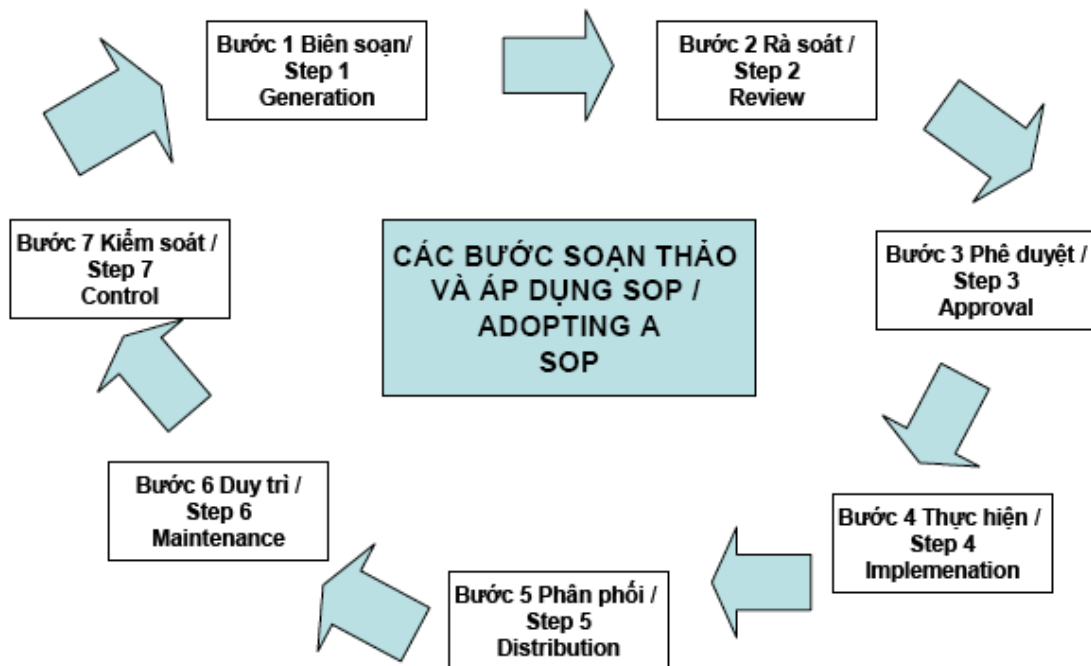 Bước 1 Biên soạn/
Step 1
Generation
Bước 2 Rà soát /
Step 2
Review
CÁC BƯỚC SOẠN THẢO
VÀ ÁP DỤNG SOP /
ADOPTING A
SOP
Bước 3 Phê duyệt /
Step 3
Approval
Bước 4 Thực hiện /
Step 4
Implemenation
Bước 5 Phân phối /
Step 5
Distribution
Bước 6 Duy trì /
Step 6
Maintenance
Bước 7 Kiểm soát /
Step 7
Control